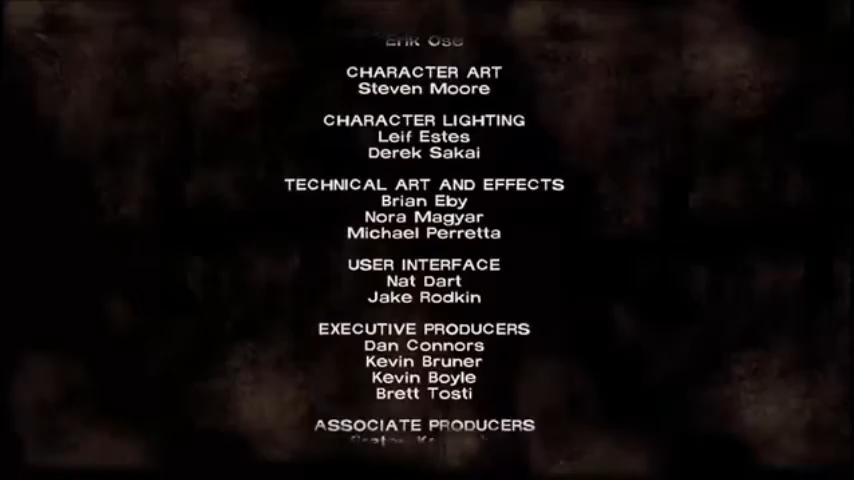 Erik Ose
CHARACTER ART
Steven Moore
CHARACTER LIGHTING
Leif Estes
Derek Sakai
TECHNICAL ART AND EFFECTS
Brian Eby
Nora Magyar
Michael Perretta
USER INTERFACE
Nat Dart
Jake Rodkin
EXECUTIVE PRODUCERS
Dan Connors
Kevin Bruner
Kevin Boyle
Brett Tosti
ASSOCIATE PRODUCERS